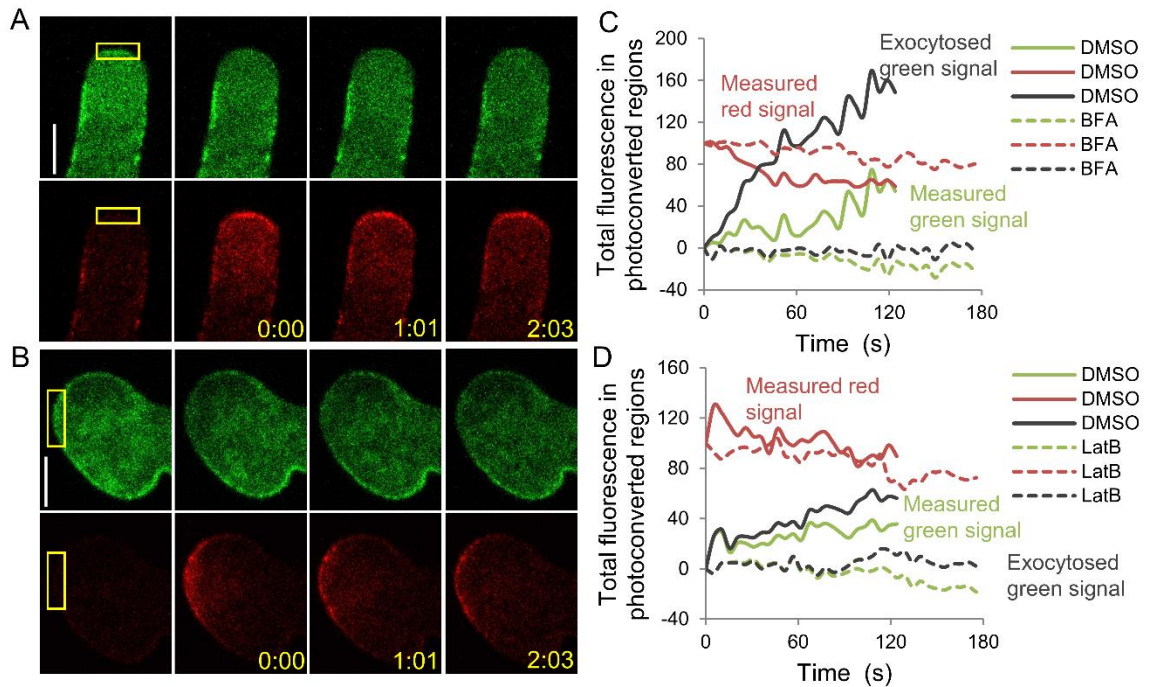 A
0:00
1:01
2:03
B
0:00
1:01
2:03
C
Total fluorescence in
photoconverted regions
200
160
120
80
40
0
-40
0
60
120
180
Time (s)
Exocytosed
green signal
Measured
red signal
Measured
green signal
DMSO
DMSO
DMSO
BFA
BFA
BFA
D
Total fluorescence in
photoconverted regions
160
120
80
40
0
-40
0
60
120
180
Time (s)
Measured red
signal
Measured
green signal
Exocytosed
green signal
DMSO
DMSO
DMSO
LatB
LatB
LatB